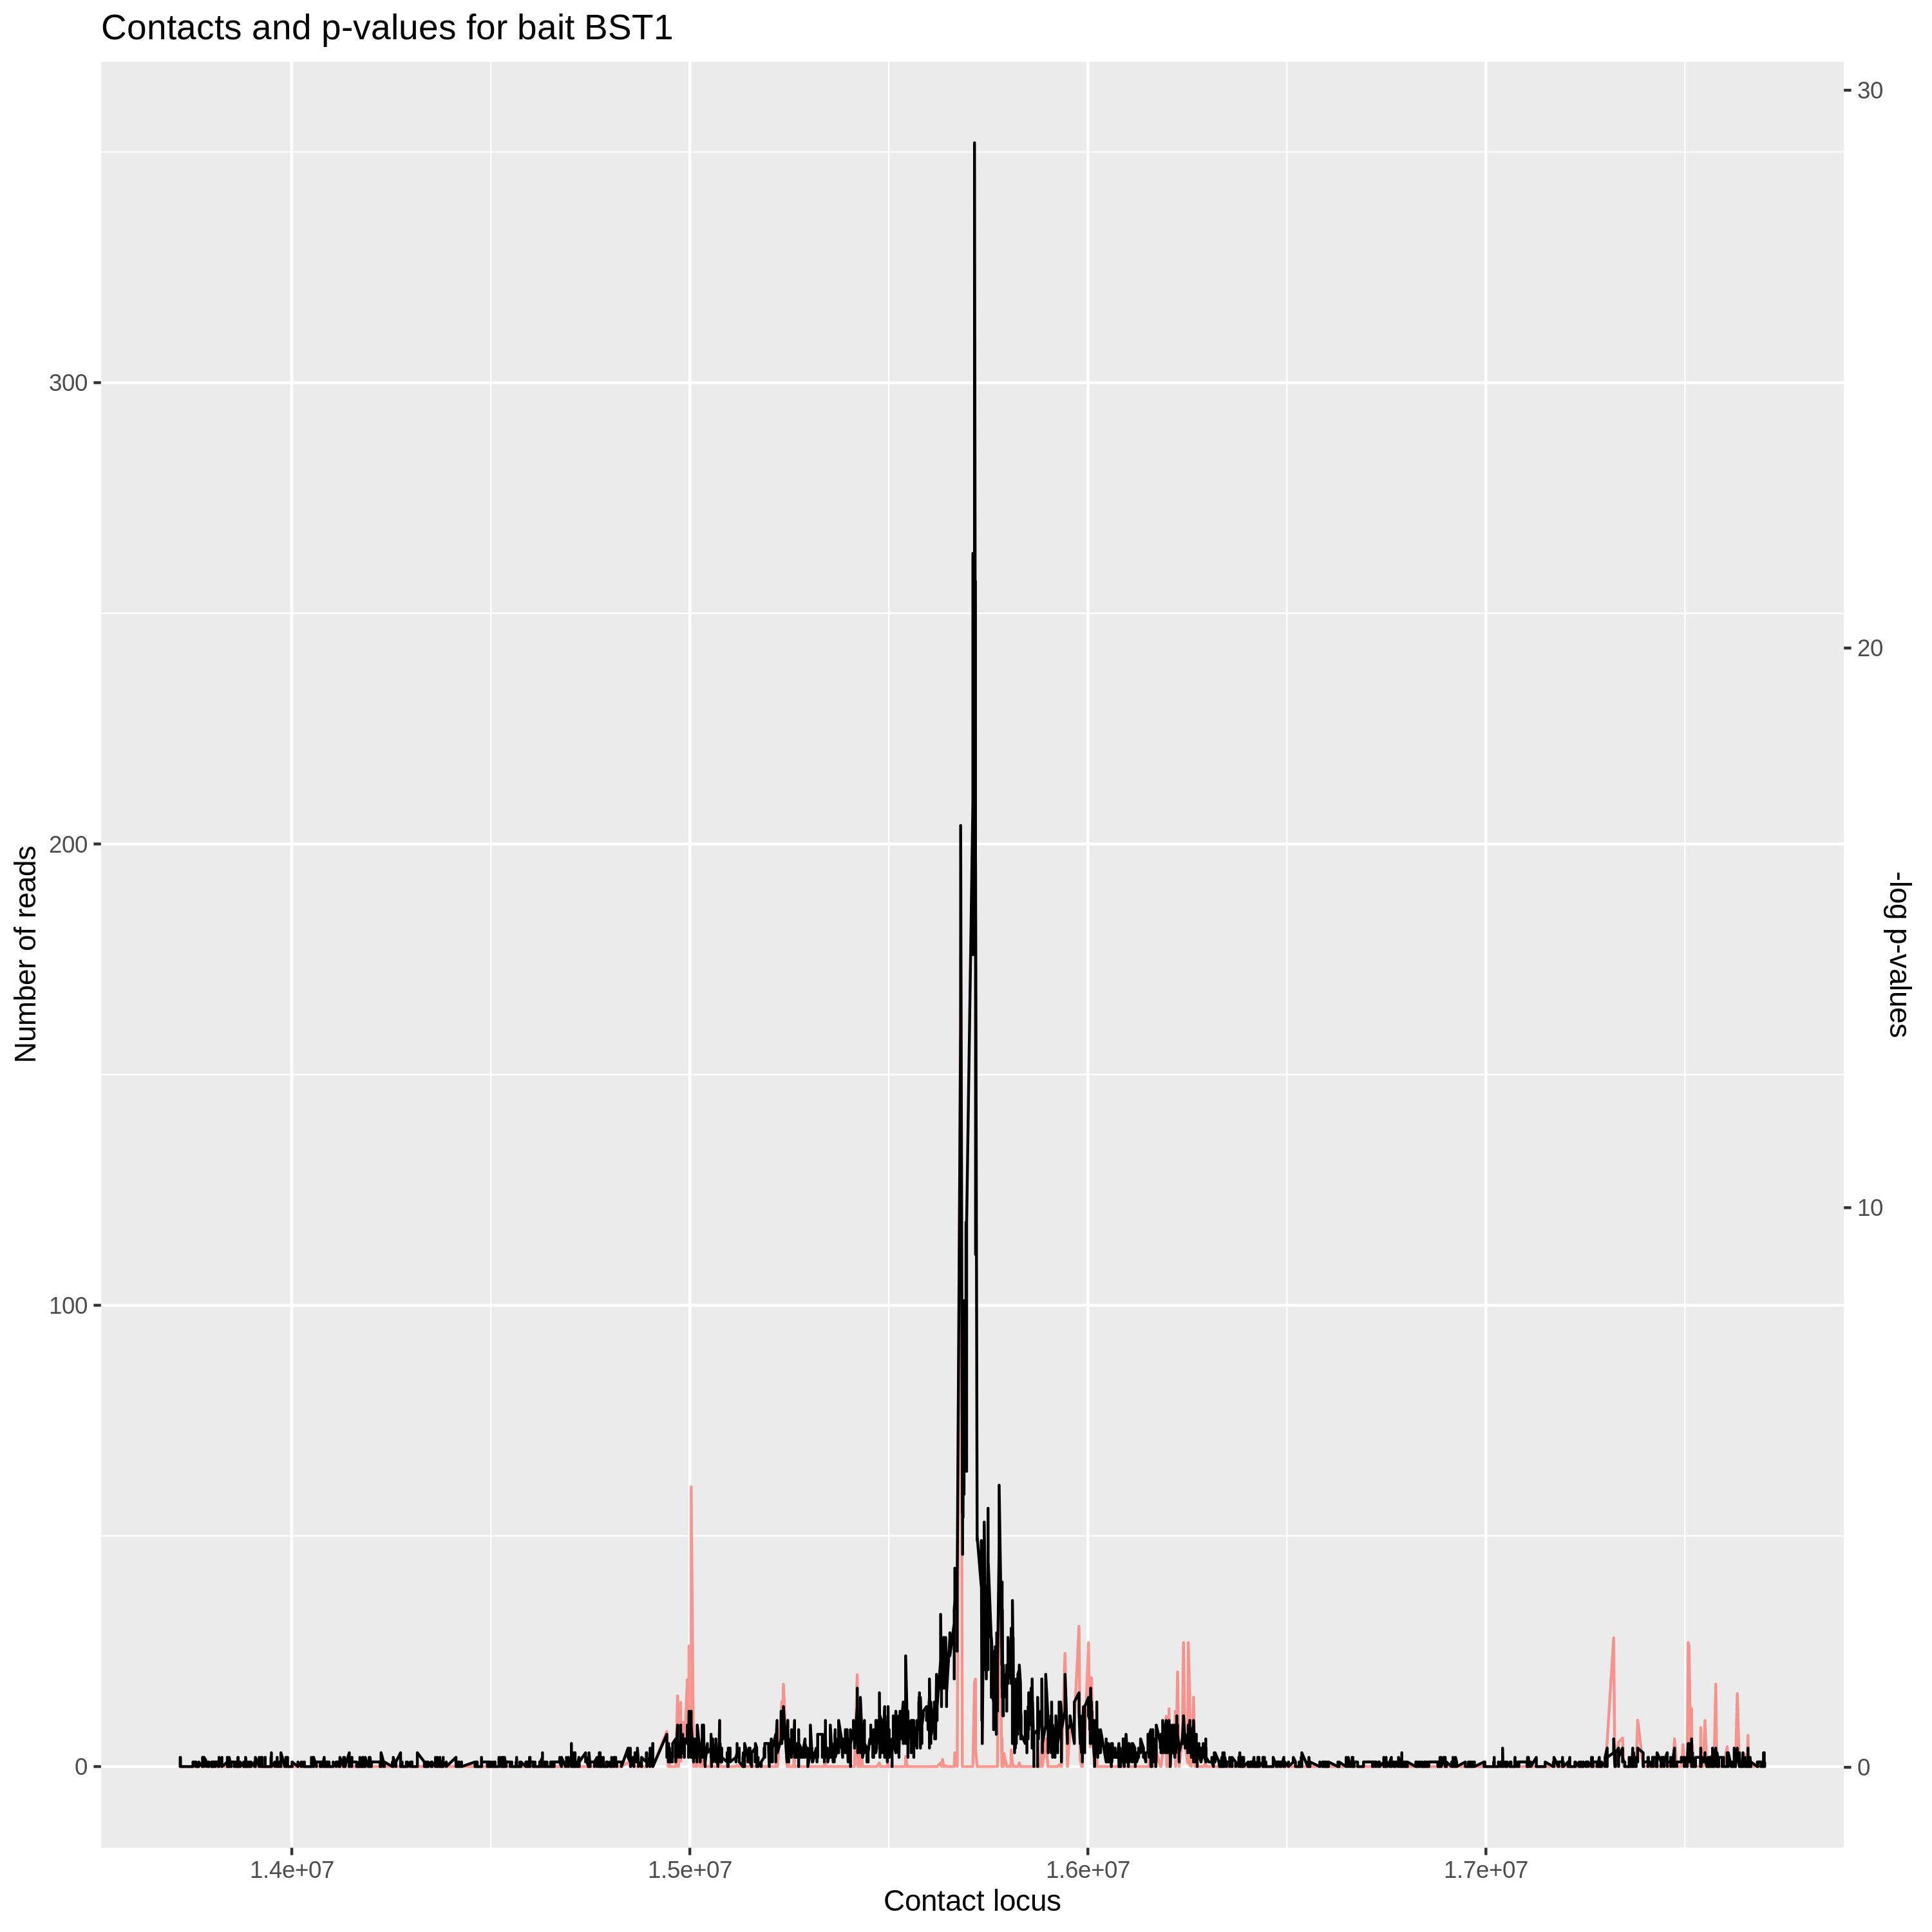 Contacts and p-values for bait BST1
30
300
20
200
Number of reads
-log p-values
10
100
0
0
1.4e+07
1.5e+07
1.6e+07
1.7e+07
Contact locus